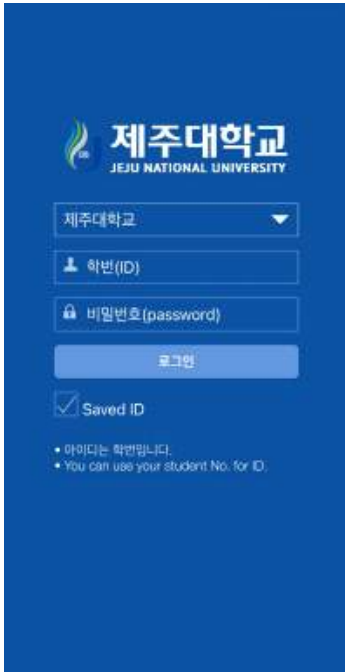 제주대학교
JEJU NATIONAL UNIVERSITY
제주대학교
학번(ID)
비밀번호(password)
로그인
Saved ID
• 아이디는 학번입니다.
• You can use your student No. for ID.